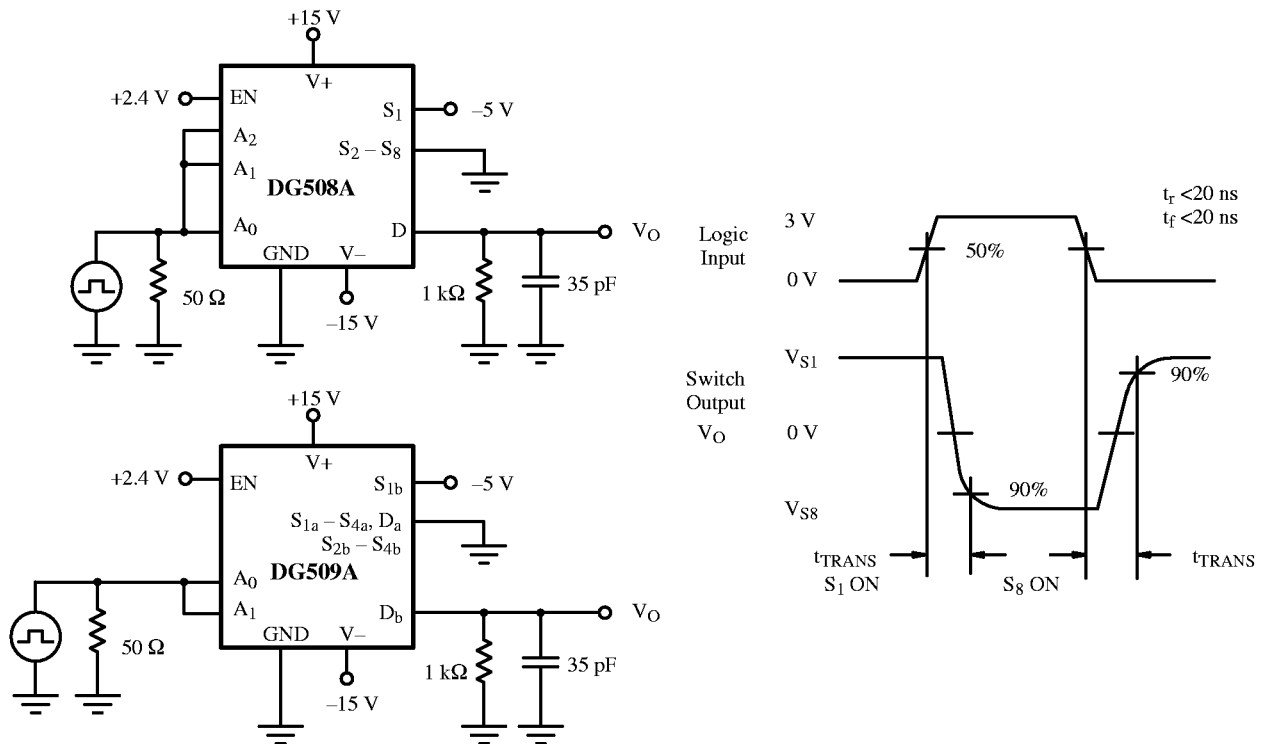 +15 V
V+
+2.4 V
EN
S1
–5 V
A2
S2 – S8
A1
DG508A
A0
D
VO
GND
V–
50 Ω
1 kΩ
35 pF
–15 V
+15 V
V+
+2.4 V
EN
S1b
–5 V
S1a – S4a, Da
S2b – S4b
DG509A
A0
A1
Db
VO
GND
V–
50 Ω
1 kΩ
35 pF
–15 V
Logic
Input
3 V
0 V
50%
tr <20 ns
tf <20 ns
Switch
Output
VO
VS1
0 V
VS8
90%
90%
tTRANS
S1 ON
S8 ON
tTRANS